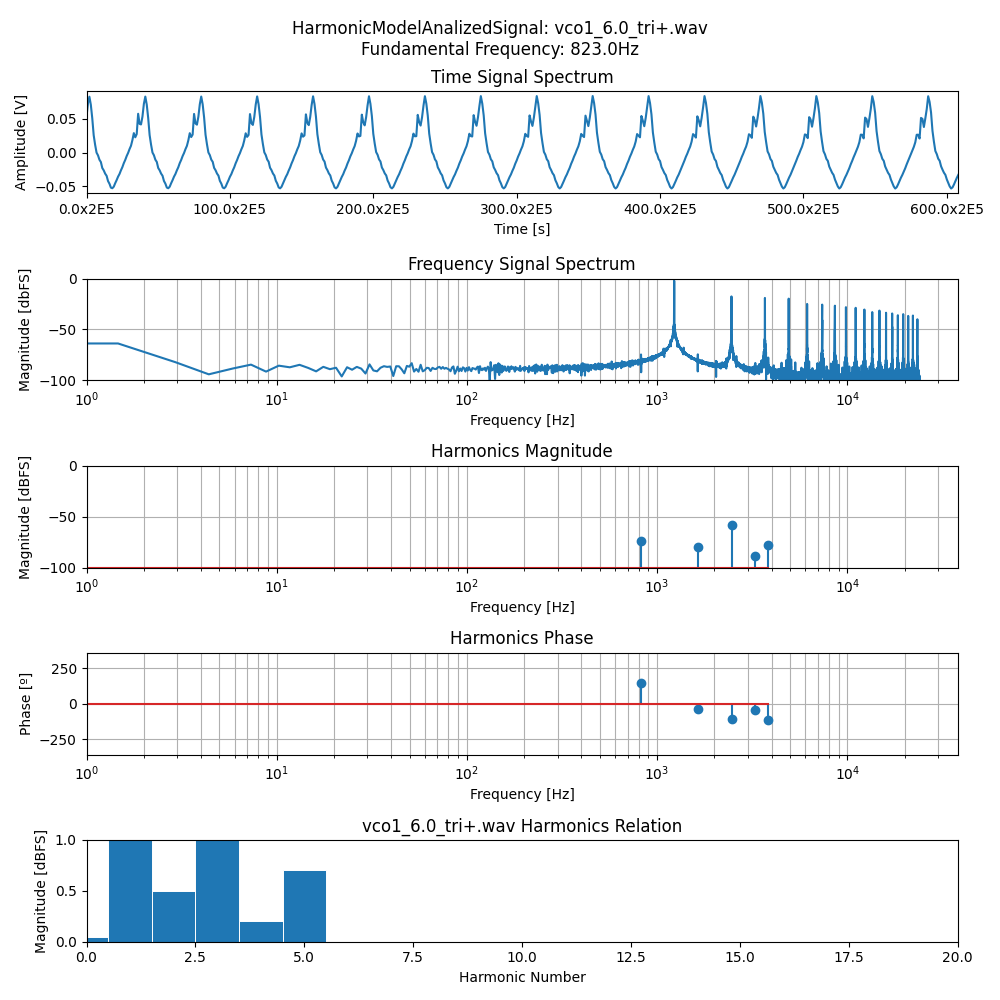 HarmonicModelAnalizedSignal: vco1_6.0_tri+.wav
Fundamental Frequency: 823.0Hz
Time Signal Spectrum
Amplitude [V]
0.05
0.00
−0.05
0.0x2E5 100.0x2E5 200.0x2E5 300.0x2E5 400.0x2E5 500.0x2E5 600.0x2E5
Time [s]
Frequency Signal Spectrum
Magnitude [dbFS]
0
−50
−100
10⁰ 10¹ 10² 10³ 10⁴
Frequency [Hz]
Harmonics Magnitude
Magnitude [dBFS]
0
−50
−100
10⁰ 10¹ 10² 10³ 10⁴
Frequency [Hz]
Harmonics Phase
Phase [º]
250
0
−250
10⁰ 10¹ 10² 10³ 10⁴
Frequency [Hz]
vco1_6.0_tri+.wav Harmonics Relation
Magnitude [dBFS]
1.0
0.5
0.0
0.0 2.5 5.0 7.5 10.0 12.5 15.0 17.5 20.0
Harmonic Number